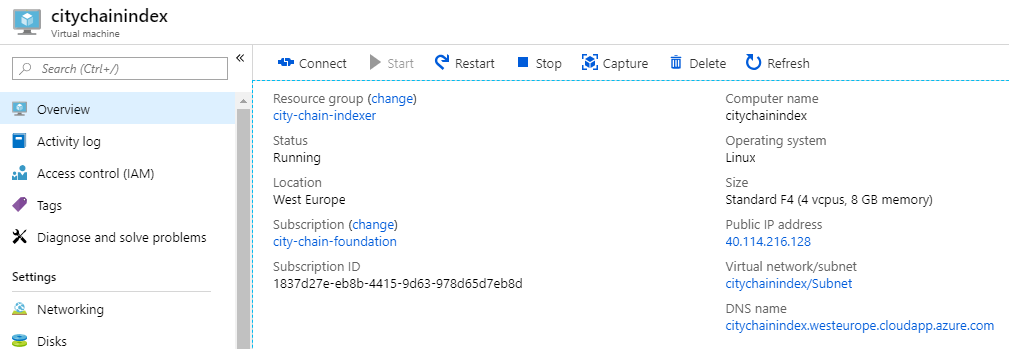 citychainindex
Virtual machine
Search (Ctrl+/)
«
Overview
Activity log
Access control (IAM)
Tags
Diagnose and solve problems
Settings
Networking
Disks
Connect
Start
Restart
Stop
Capture
Delete
Refresh
Resource group (change)
city-chain-indexer
Status
Running
Location
West Europe
Subscription (change)
city-chain-foundation
Subscription ID
1837d27e-eb8b-4415-9d63-978d65d7eb8d
Computer name
citychainindex
Operating system
Linux
Size
Standard F4 (4 vcpus, 8 GB memory)
Public IP address
40.114.216.128
Virtual network/subnet
citychainindex/Subnet
DNS name
citychainindex.westeurope.cloudapp.azure.com